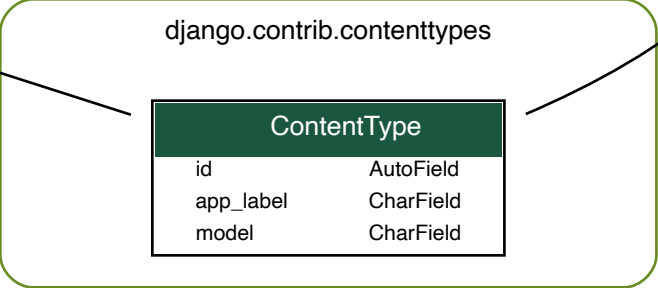 django.contrib.contenttypes
ContentType
id AutoField
app_label CharField
model CharField